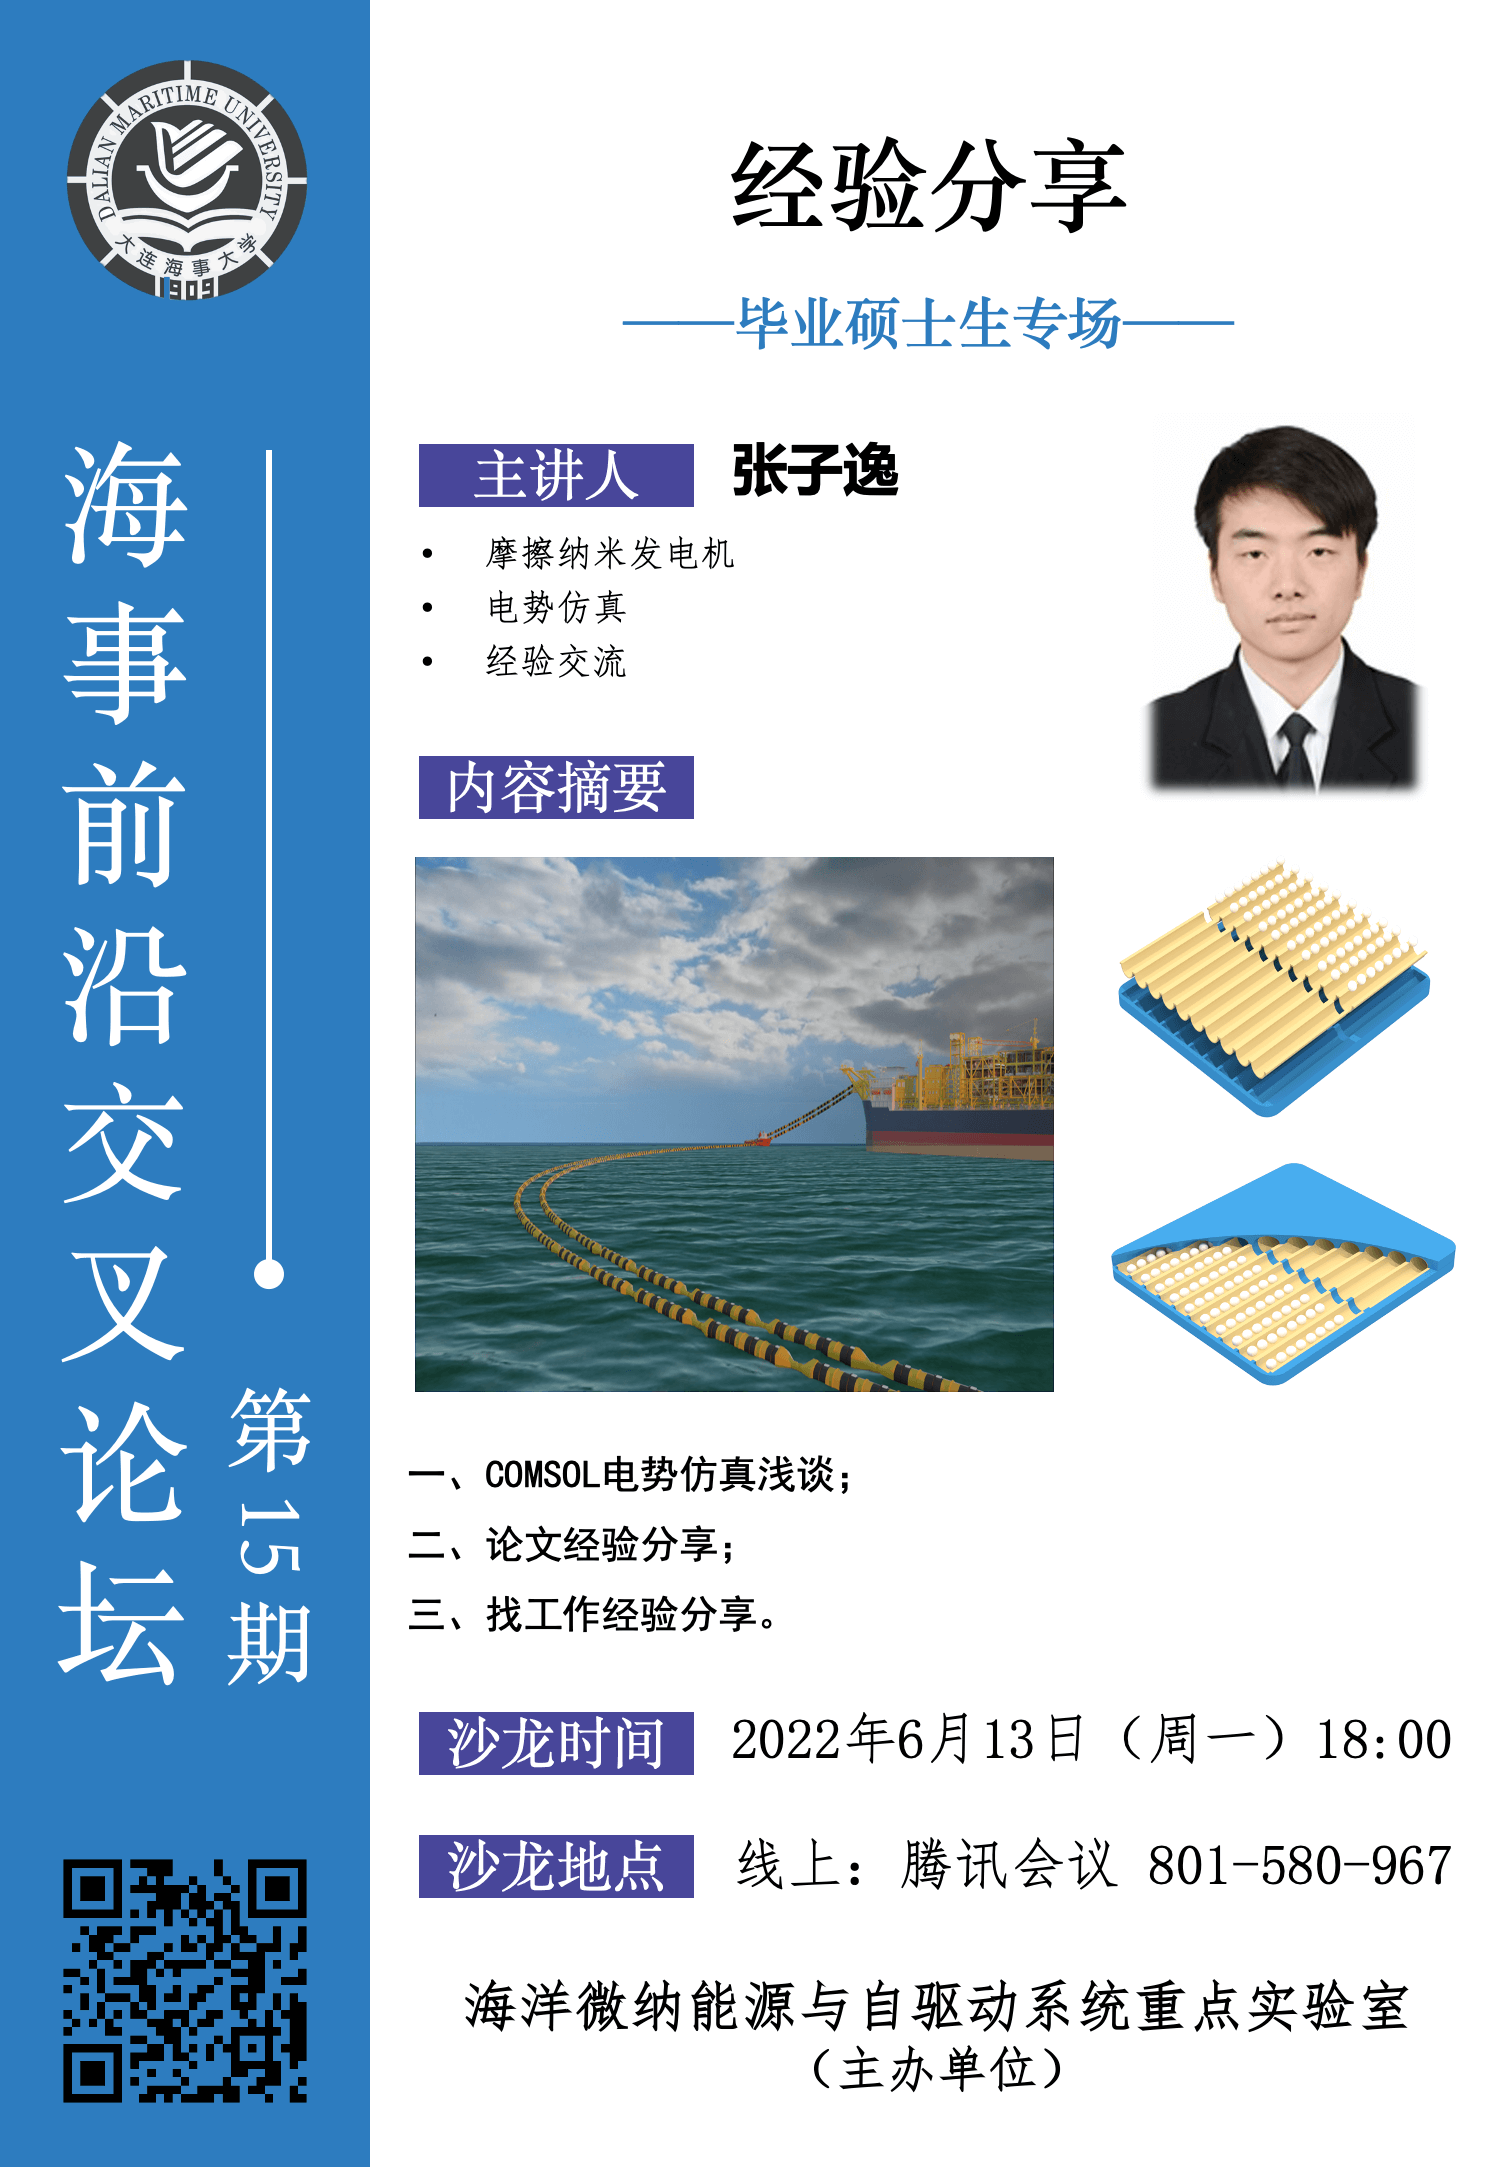 DALIAN MARITIME UNIVERSITY
大连海事大学
1909
海事前沿交叉论坛
第15期
经验分享
——毕业硕士生专场——
主讲人 张子逸
• 摩擦纳米发电机
• 电势仿真
• 经验交流
内容摘要
一、COMSOL电势仿真浅谈；
二、论文经验分享；
三、找工作经验分享。
沙龙时间 2022年6月13日（周一）18:00
沙龙地点 线上：腾讯会议 801-580-967
海洋微纳能源与自驱动系统重点实验室
（主办单位）